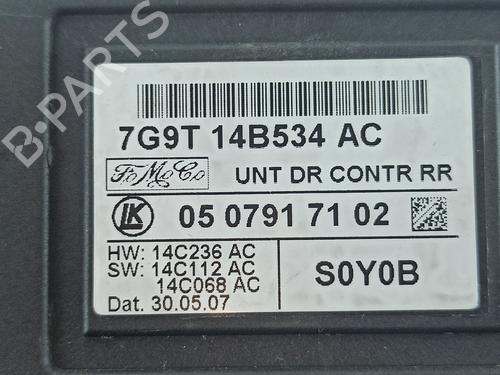 B-PARTS
7G9T 14B534 AC
FoMoCo UNT DR CONTR RR
LK 05 0791 71 02
HW: 14C236 AC
SW: 14C112 AC
14C068 AC
Dat. 30.05.07
S0Y0B